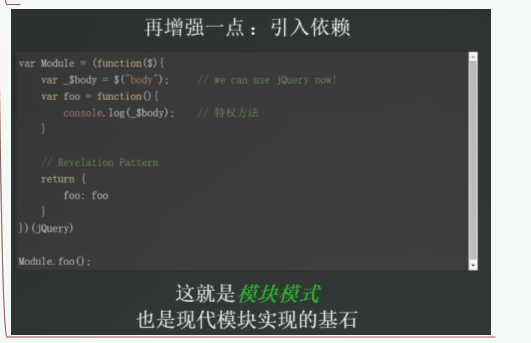 再增强一点：引入依赖
var Module = (function($){
    var _$body = $("body");     // we can use jQuery now!
    var foo = function(){
        console.log(_$body);    // 特权方法
    }
    // Revelation Pattern
    return {
        foo: foo
    }
})(jQuery)
Module.foo();
这就是模块模式
也是现代模块实现的基石